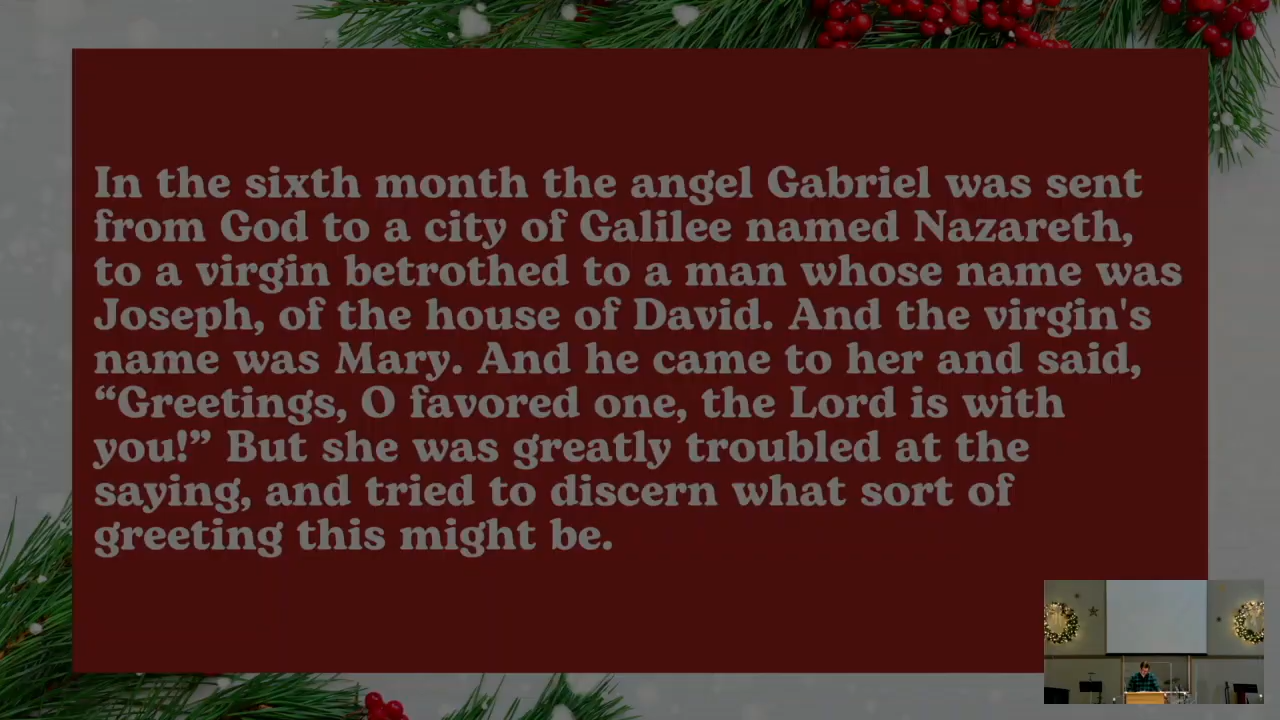 In the sixth month the angel Gabriel was sent
from God to a city of Galilee named Nazareth,
to a virgin betrothed to a man whose name was
Joseph, of the house of David. And the virgin's
name was Mary. And he came to her and said,
“Greetings, O favored one, the Lord is with
you!” But she was greatly troubled at the
saying, and tried to discern what sort of
greeting this might be.